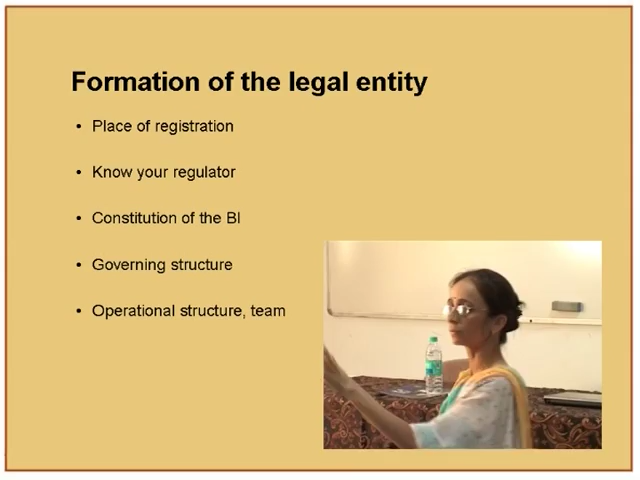 Formation of the legal entity
• Place of registration
• Know your regulator
• Constitution of the BI
• Governing structure
• Operational structure, team